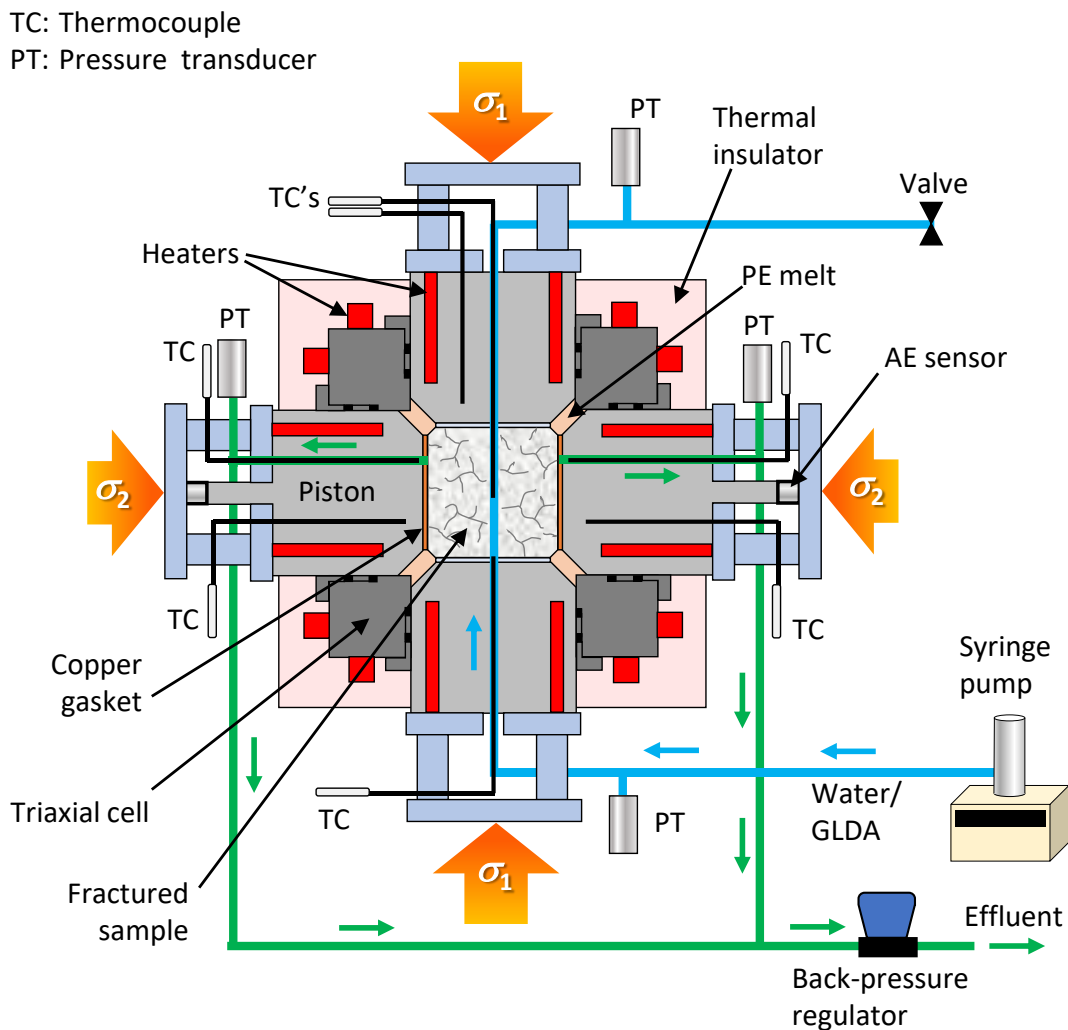 TC: Thermocouple
PT: Pressure transducer
σ1
PT
Thermal
insulator
TC's
Valve
Heaters
PE melt
PT
TC
PT
TC
AE sensor
σ2
Piston
σ2
TC
TC
Copper
gasket
Syringe
pump
Triaxial cell
TC
PT
Water/
GLDA
σ1
Fractured
sample
Effluent
Back-pressure
regulator